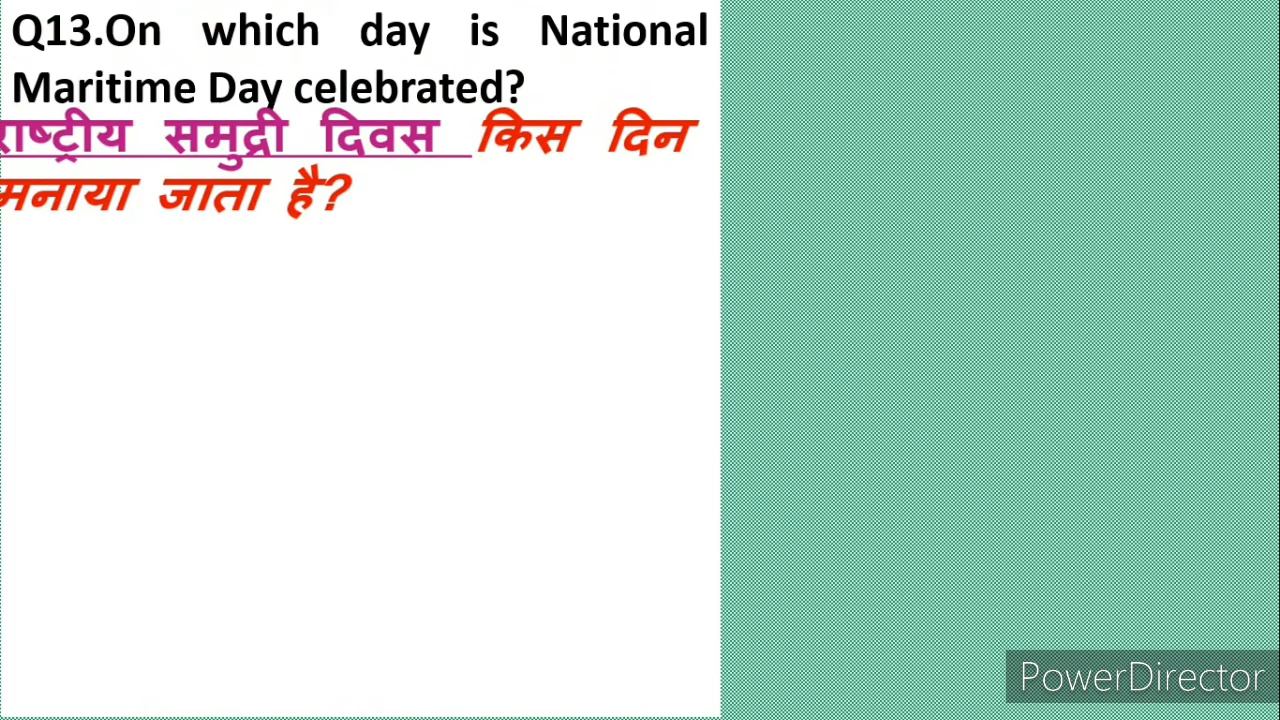 Q13.On which day is National
Maritime Day celebrated?
राष्ट्रीय समुद्री दिवस किस दिन
मनाया जाता है?
PowerDirector